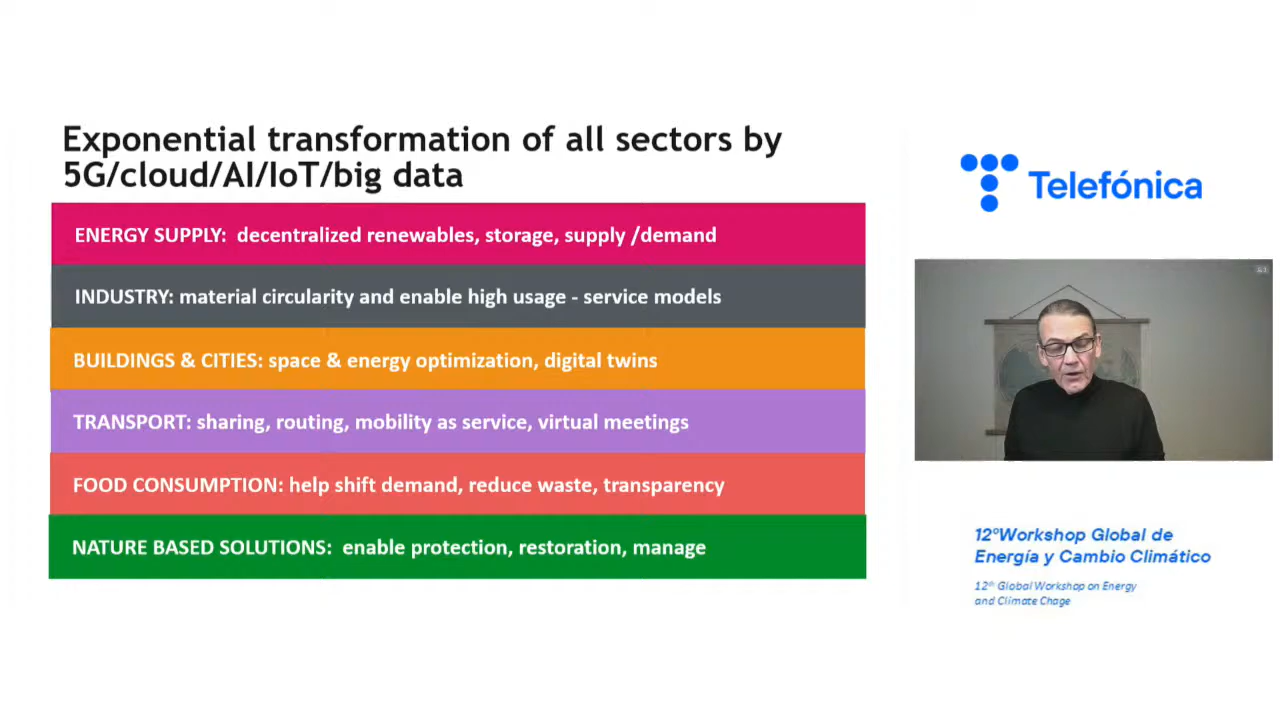 Exponential transformation of all sectors by
5G/cloud/AI/IoT/big data
ENERGY SUPPLY: decentralized renewables, storage, supply /demand
INDUSTRY: material circularity and enable high usage - service models
BUILDINGS & CITIES: space & energy optimization, digital twins
TRANSPORT: sharing, routing, mobility as service, virtual meetings
FOOD CONSUMPTION: help shift demand, reduce waste, transparency
NATURE BASED SOLUTIONS: enable protection, restoration, manage
Telefónica
12ºWorkshop Global de
Energía y Cambio Climático
12th Global Workshop on Energy
and Climate Chage